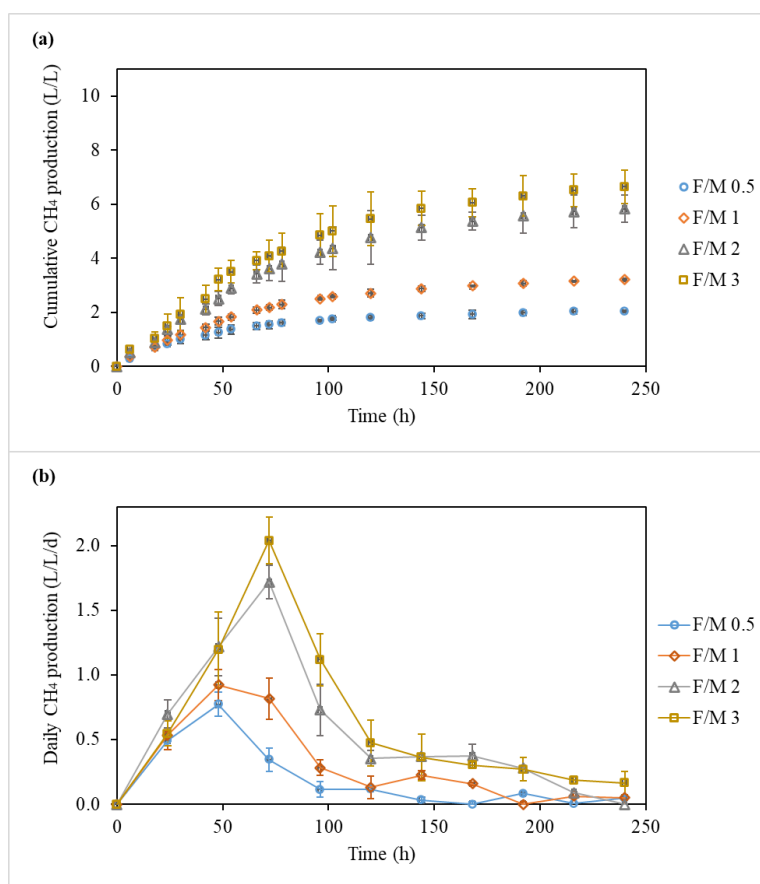 (a)
Cumulative CH₄ production (L/L)
10
8
6
4
2
0
0 50 100 150 200 250
Time (h)
F/M 0.5
F/M 1
F/M 2
F/M 3
(b)
Daily CH₄ production (L/L/d)
2.0
1.5
1.0
0.5
0.0
0 50 100 150 200 250
Time (h)
F/M 0.5
F/M 1
F/M 2
F/M 3